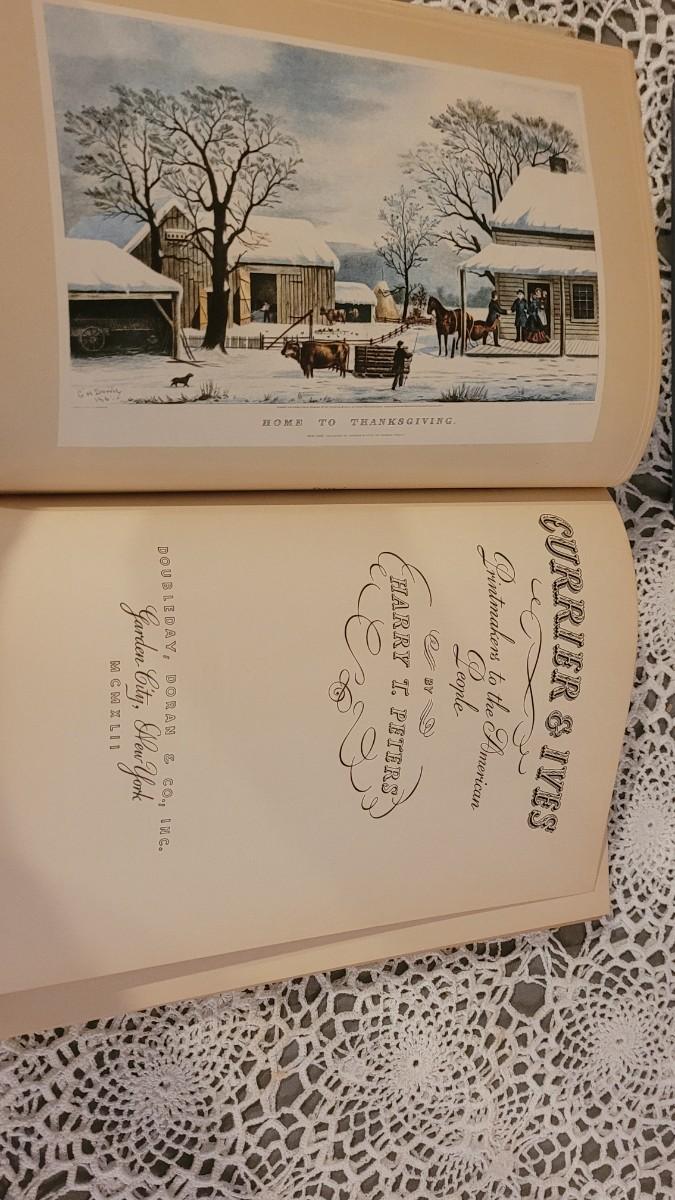 HOME TO THANKSGIVING.
CURRIER & IVES
Printmakers to the American
People
BY
HARRY T. PETERS
DOUBLEDAY, DORAN & CO., INC.
Garden City, New York
MCMXLII